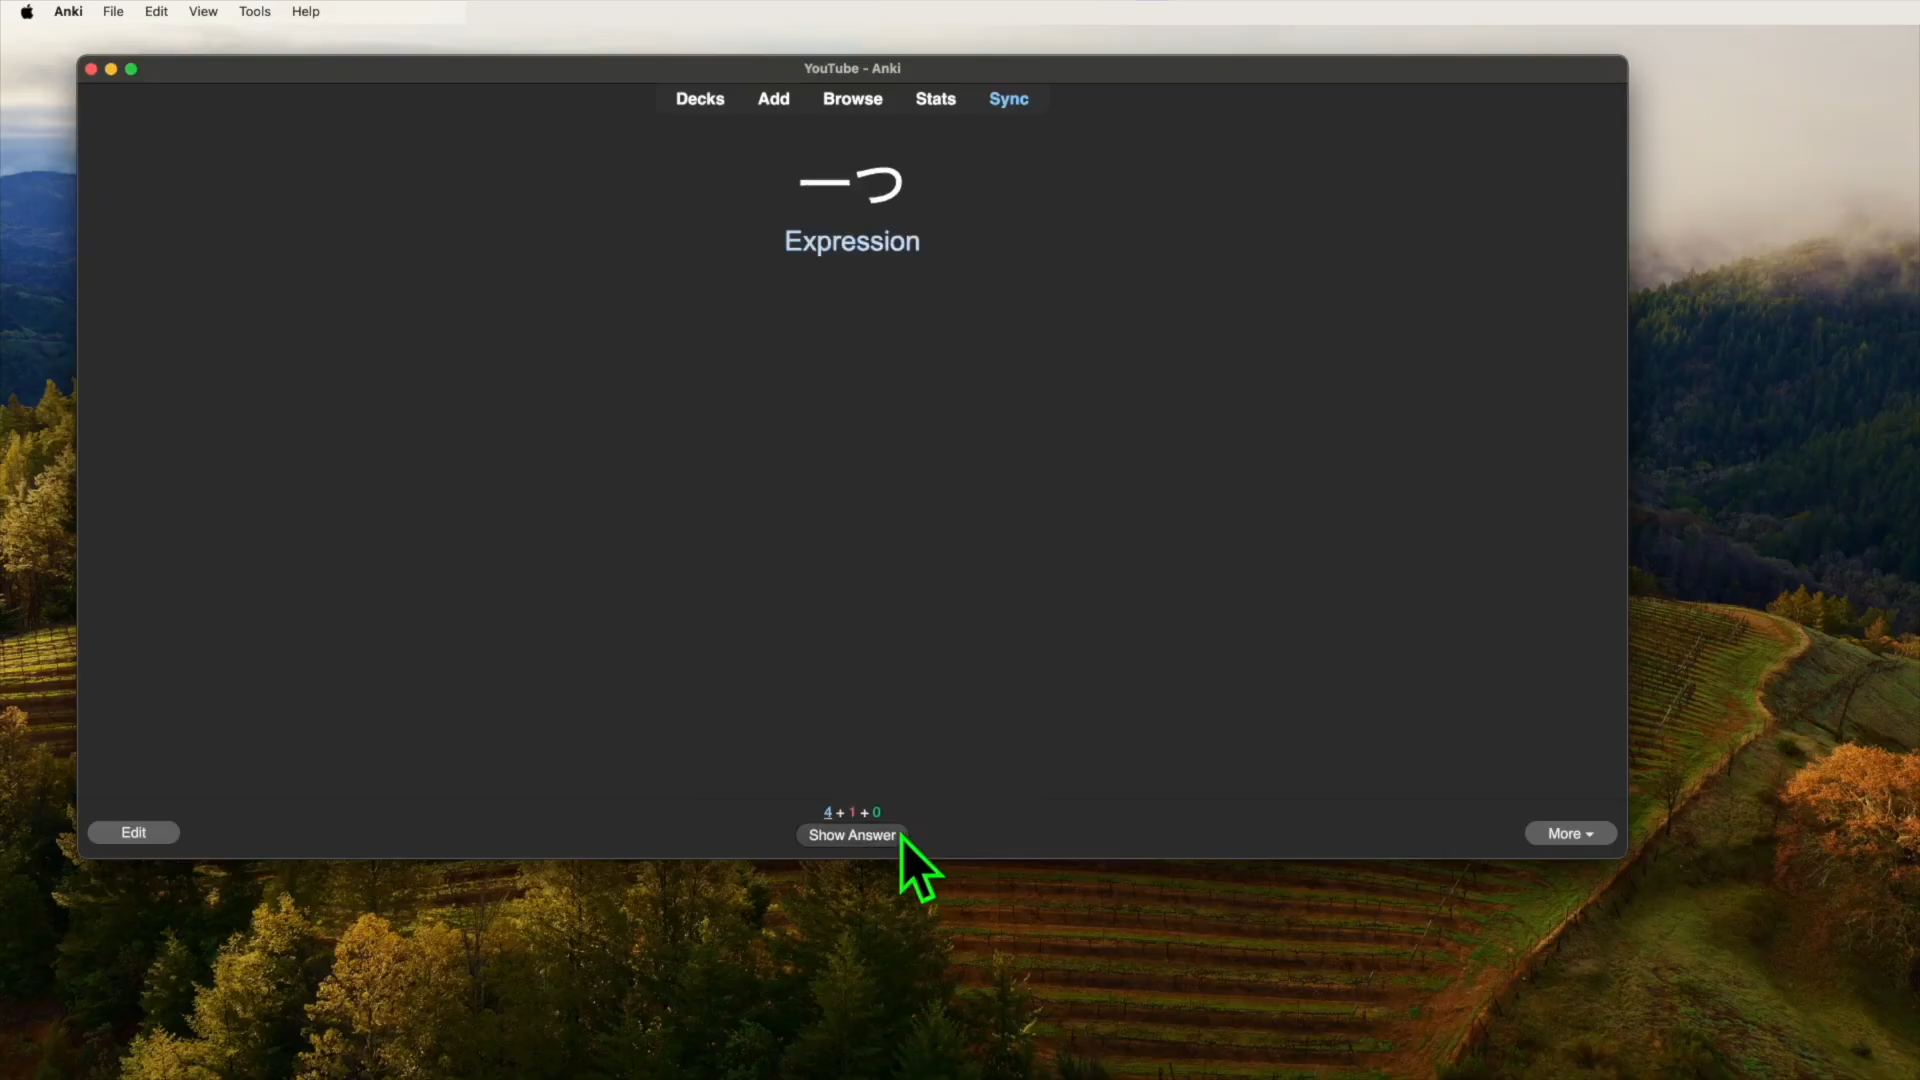 Anki File Edit View Tools Help
YouTube - Anki
Decks Add Browse Stats Sync
一つ
Expression
4 + 1 + 0
Edit Show Answer More